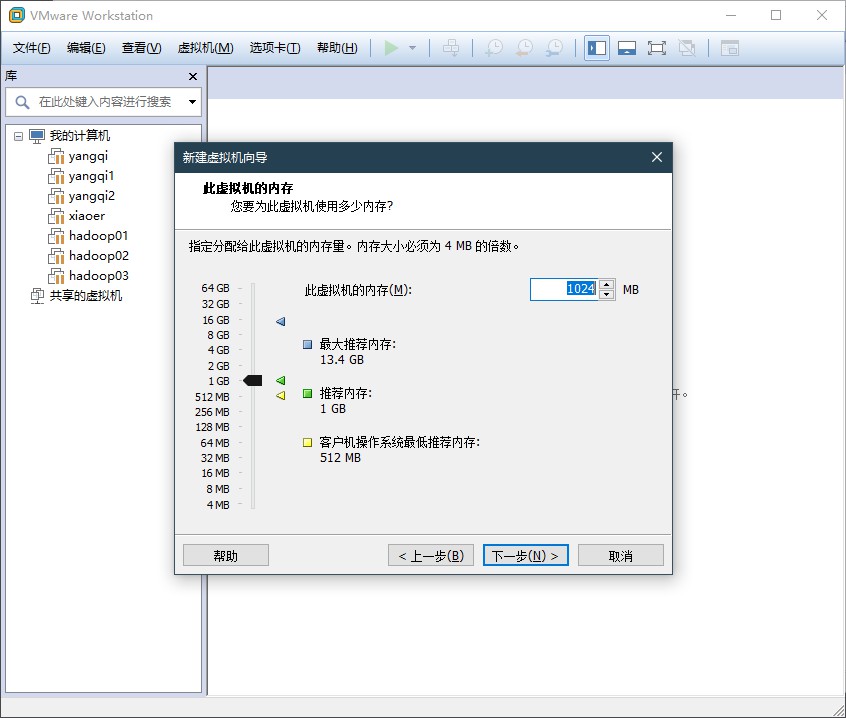 VMware Workstation
文件(F) 编辑(E) 查看(V) 虚拟机(M) 选项卡(T) 帮助(H)
库
在此处键入内容进行搜索
我的计算机
yangqi
yangqi1
yangqi2
xiaoer
hadoop01
hadoop02
hadoop03
共享的虚拟机
新建虚拟机向导
此虚拟机的内存
您要为此虚拟机使用多少内存?
指定分配给此虚拟机的内存量。内存大小必须为 4 MB 的倍数。
此虚拟机的内存(M): 1024 MB
64 GB
32 GB
16 GB
8 GB
4 GB
2 GB
1 GB
512 MB
256 MB
128 MB
64 MB
32 MB
16 MB
8 MB
4 MB
最大推荐内存:
13.4 GB
推荐内存:
1 GB
客户机操作系统最低推荐内存:
512 MB
帮助 < 上一步(B) 下一步(N) > 取消